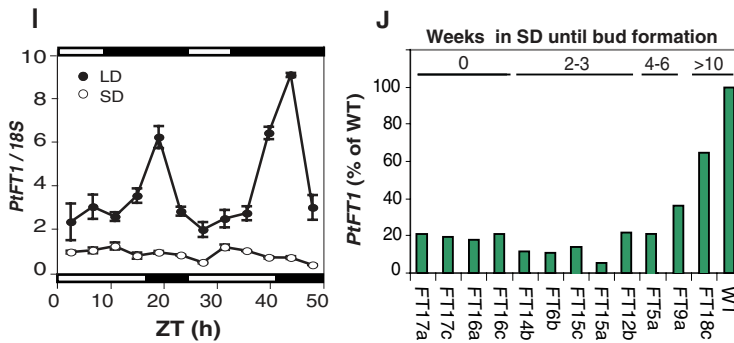 I
10
8
6
4
2
0
PtFT1 / 18S
LD
SD
0 10 20 30 40 50
ZT (h)
J
Weeks in SD until bud formation
0 2-3 4-6 >10
100
80
60
40
20
0
PtFT1 (% of WT)
FT17a
FT17c
FT16a
FT16c
FT14b
FT6b
FT15c
FT15a
FT12b
FT5a
FT9a
FT18c
WT